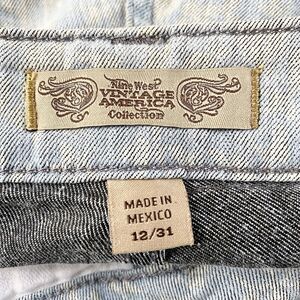 Nine West
VINTAGE
AMERICA
Collection
MADE IN
MEXICO
12/31